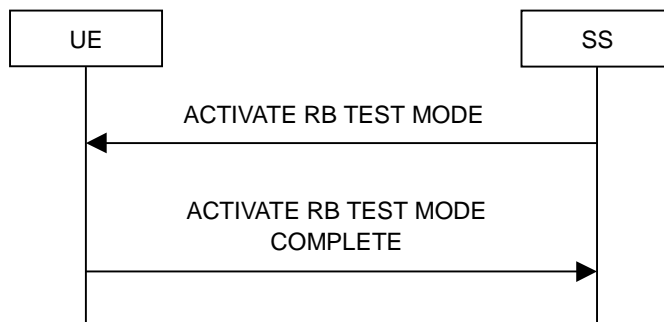 UE
SS
ACTIVATE RB TEST MODE
ACTIVATE RB TEST MODE
COMPLETE